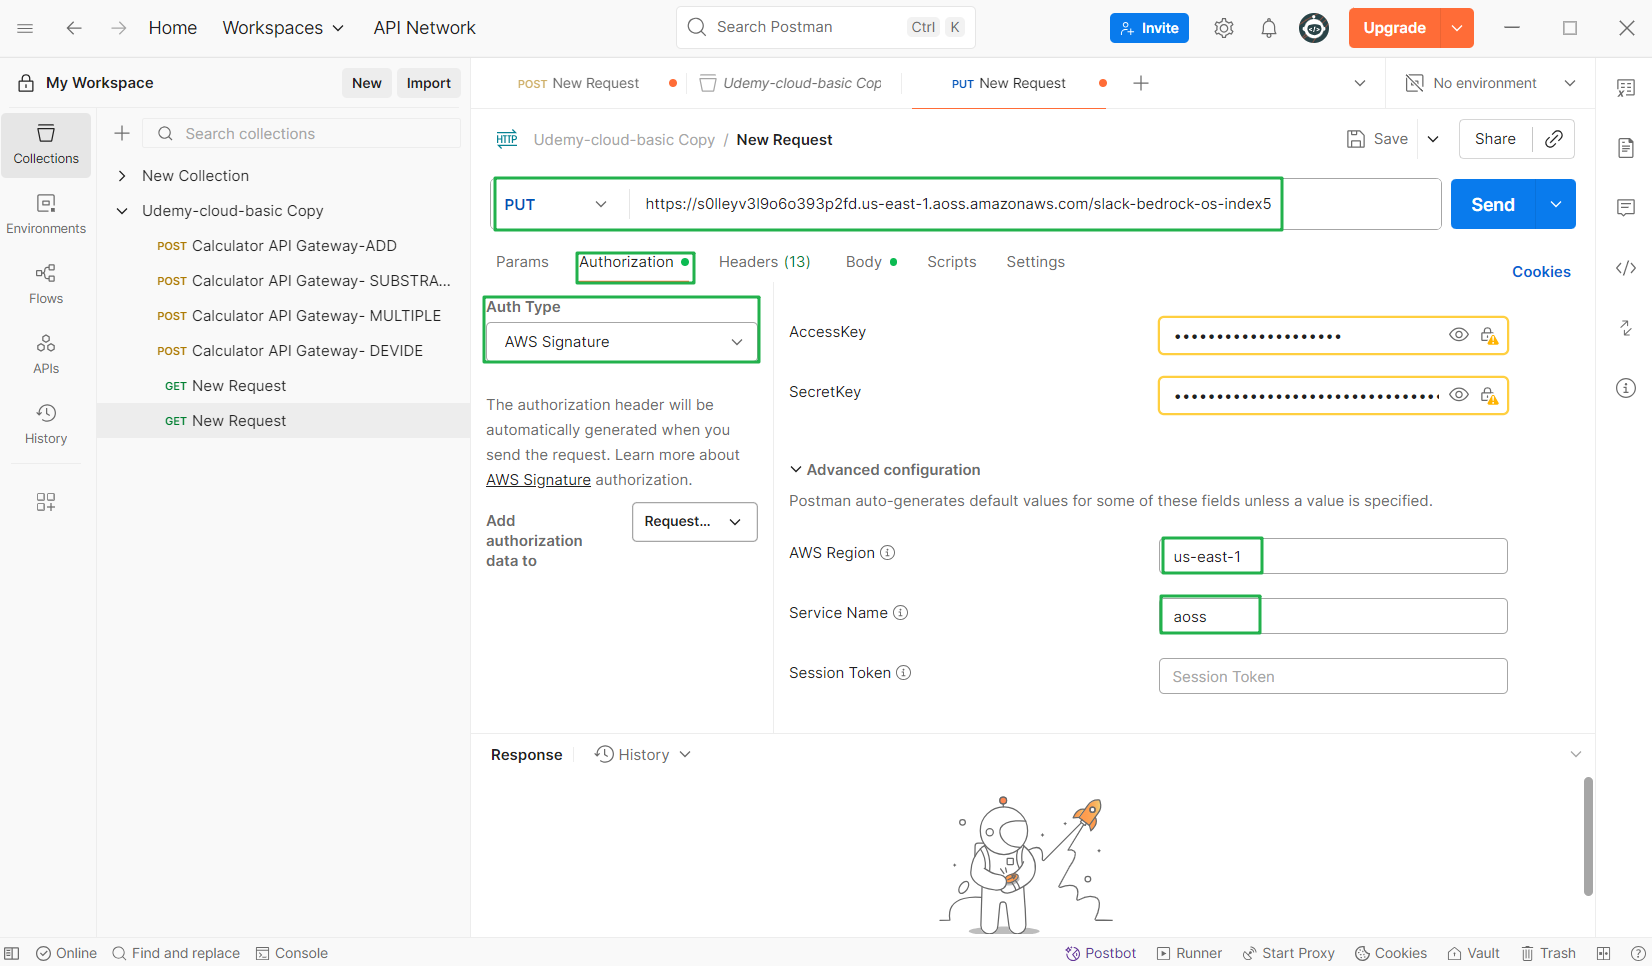 Home Workspaces API Network Search Postman Ctrl K Invite Upgrade
My Workspace New Import
POST New Request Udemy-cloud-basic Cop PUT New Request No environment
Collections
Environments
Flows
APIs
History
Search collections
New Collection
Udemy-cloud-basic Copy
POST Calculator API Gateway-ADD
POST Calculator API Gateway- SUBSTRA...
POST Calculator API Gateway- MULTIPLE
POST Calculator API Gateway- DEVIDE
GET New Request
GET New Request
HTTP Udemy-cloud-basic Copy / New Request Save Share
PUT https://s0lleyv3l9o6o393p2fd.us-east-1.aoss.amazonaws.com/slack-bedrock-os-index5 Send
Params Authorization Headers (13) Body Scripts Settings Cookies
Auth Type
AWS Signature
The authorization header will be
automatically generated when you
send the request. Learn more about
AWS Signature authorization.
Add
authorization
data to
Request...
AccessKey
SecretKey
Advanced configuration
Postman auto-generates default values for some of these fields unless a value is specified.
AWS Region us-east-1
Service Name aoss
Session Token Session Token
Response History
Online Find and replace Console Postbot Runner Start Proxy Cookies Vault Trash